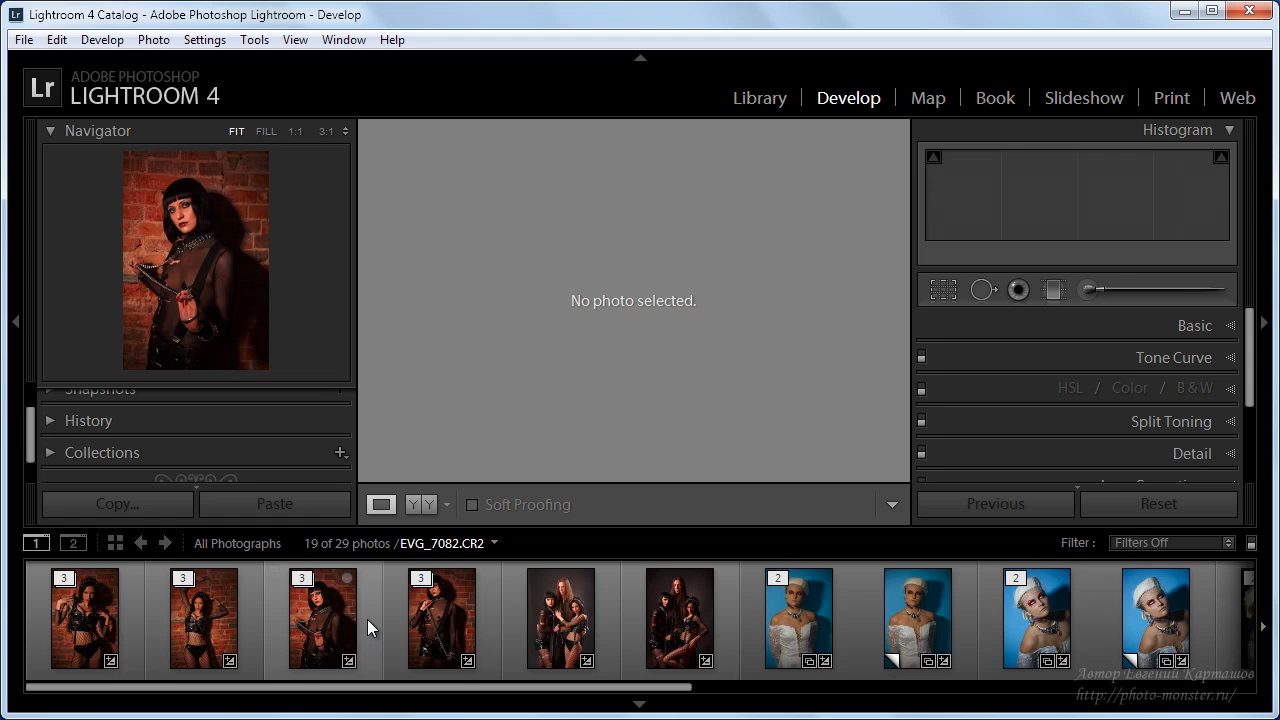 Lr Lightroom 4 Catalog - Adobe Photoshop Lightroom - Develop
File Edit Develop Photo Settings Tools View Window Help
Lr ADOBE PHOTOSHOP
LIGHTROOM 4
Library | Develop | Map | Book | Slideshow | Print | Web
Navigator FIT FILL 1:1 3:1
Histogram
No photo selected.
Basic
Tone Curve
HSL / Color / B & W
Split Toning
Detail
Snapshots
History
Collections
Copy... Paste
YY Soft Proofing
Previous Reset
1 2 All Photographs 19 of 29 photos / EVG_7082.CR2
Filter : Filters Off
3 3 3 3 2 2
Автор Евгений Карташов
http://photo-monster.ru/